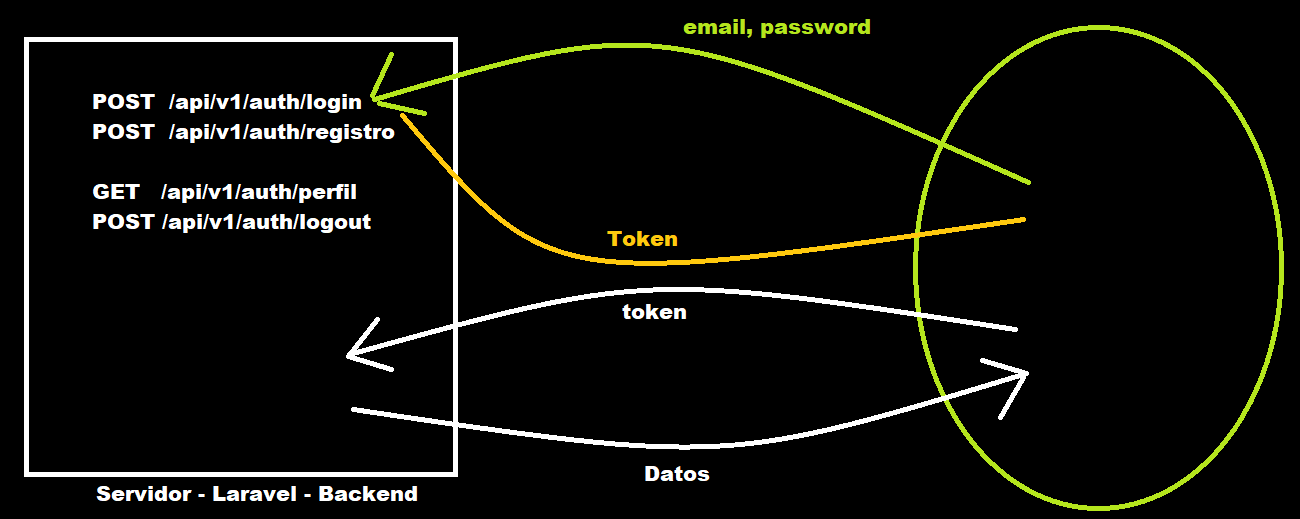 email, password
POST /api/v1/auth/login
POST /api/v1/auth/registro
GET /api/v1/auth/perfil
POST /api/v1/auth/logout
Token
token
Datos
Servidor - Laravel - Backend